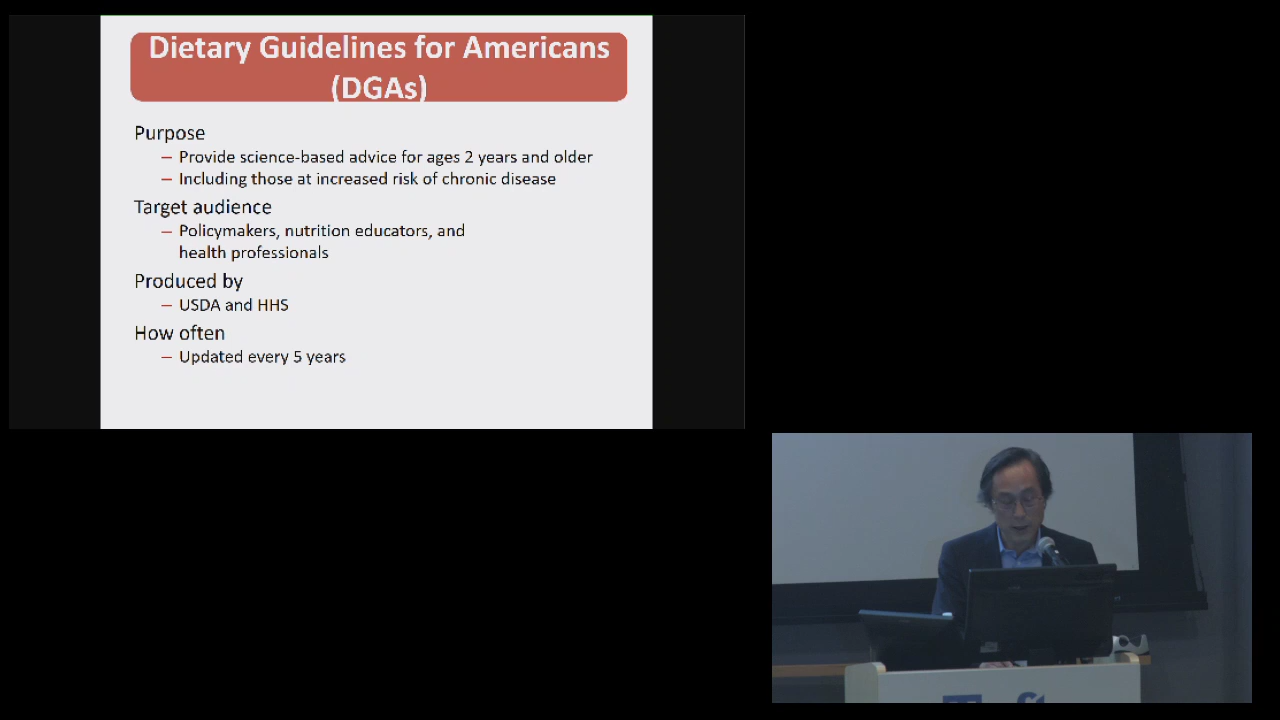 Dietary Guidelines for Americans
(DGAs)
Purpose
– Provide science-based advice for ages 2 years and older
– Including those at increased risk of chronic disease
Target audience
– Policymakers, nutrition educators, and
health professionals
Produced by
– USDA and HHS
How often
– Updated every 5 years